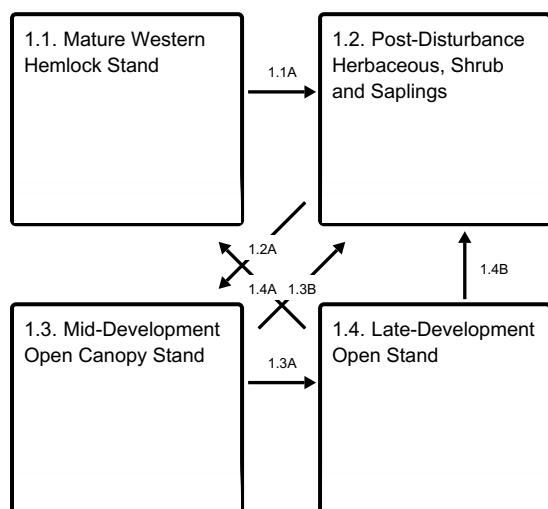 1.1. Mature Western
Hemlock Stand
1.1A
1.2. Post-Disturbance
Herbaceous, Shrub
and Saplings
1.2A
1.4A
1.3B
1.4B
1.3. Mid-Development
Open Canopy Stand
1.3A
1.4. Late-Development
Open Stand